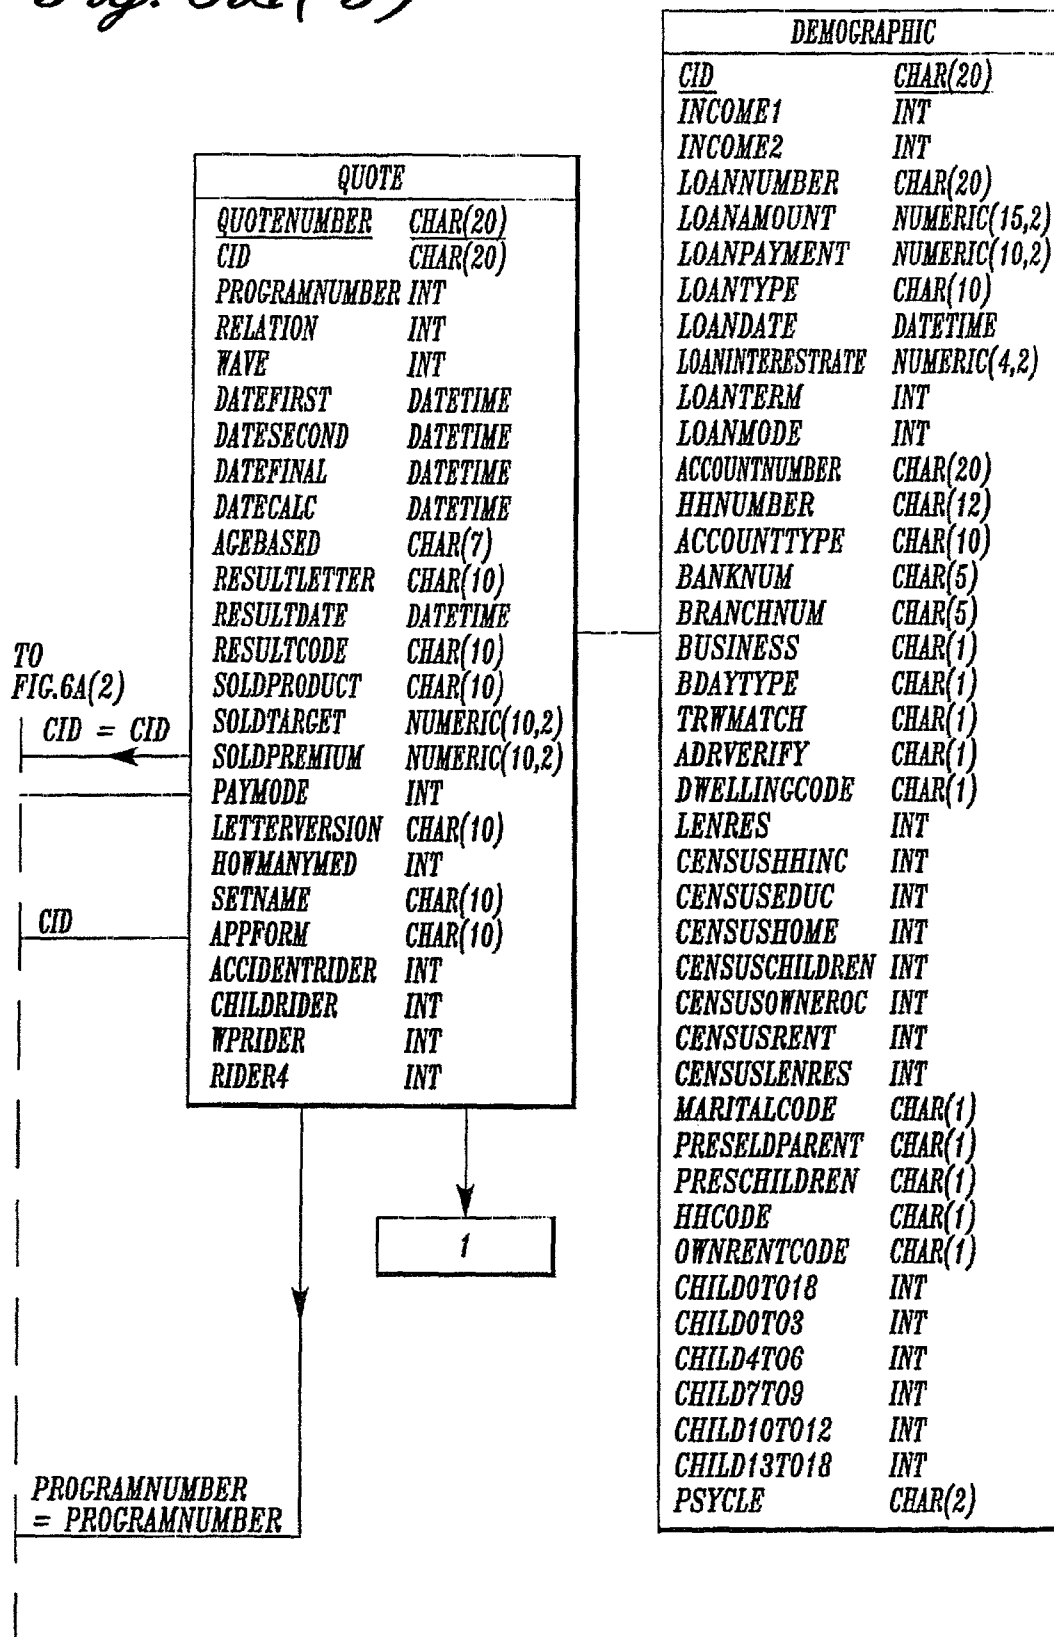 Fig.
DEMOGRAPHIC
CID CHAR(20)
INCOME1 INT
INCOME2 INT
LOANNUMBER CHAR(20)
LOANAMOUNT NUMERIC(15,2)
LOANPAYMENT NUMERIC(10,2)
LOANTYPE CHAR(10)
LOANDATE DATETIME
LOANINTERESTRATE NUMERIC(4,2)
LOANTERM INT
LOANMODE INT
ACCOUNTNUMBER CHAR(20)
HHNUMBER CHAR(12)
ACCOUNTTYPE CHAR(10)
BANKNUM CHAR(5)
BRANCHNUM CHAR(5)
BUSINESS CHAR(1)
BDAYTYPE CHAR(1)
TRWMATCH CHAR(1)
ADRVERIFY CHAR(1)
DWELLINGCODE CHAR(1)
LENRES INT
CENSUSHHINC INT
CENSUSEDUC INT
CENSUSHOME INT
CENSUSCHILDREN INT
CENSUSOWNEROC INT
CENSUSRENT INT
CENSUSLENRES INT
MARITALCODE CHAR(1)
PRESELDPARENT CHAR(1)
PRESCHILDREN CHAR(1)
HHCODE CHAR(1)
OWNRENTCODE CHAR(1)
CHILD0TO18 INT
CHILD0TO3 INT
CHILD4TO6 INT
CHILD7TO9 INT
CHILD10TO12 INT
CHILD13TO18 INT
PSYCLE CHAR(2)
QUOTE
QUOTENUMBER CHAR(20)
CID CHAR(20)
PROGRAMNUMBER INT
RELATION INT
WAVE INT
DATEFIRST DATETIME
DATESECOND DATETIME
DATEFINAL DATETIME
DATECALC DATETIME
AGEBASED CHAR(7)
RESULTLETTER CHAR(10)
RESULTDATE DATETIME
RESULTCODE CHAR(10)
SOLDPRODUCT CHAR(10)
SOLDTARGET NUMERIC(10,2)
SOLDPREMIUM NUMERIC(10,2)
PAYMODE INT
LETTERVERSION CHAR(10)
HOWMANYMED INT
SETNAME CHAR(10)
APPFORM CHAR(10)
ACCIDENTRIDER INT
CHILDRIDER INT
WPRIDER INT
RIDER4 INT
TO
FIG.6A(2)
CID = CID
CID
1
PROGRAMNUMBER
= PROGRAMNUMBER